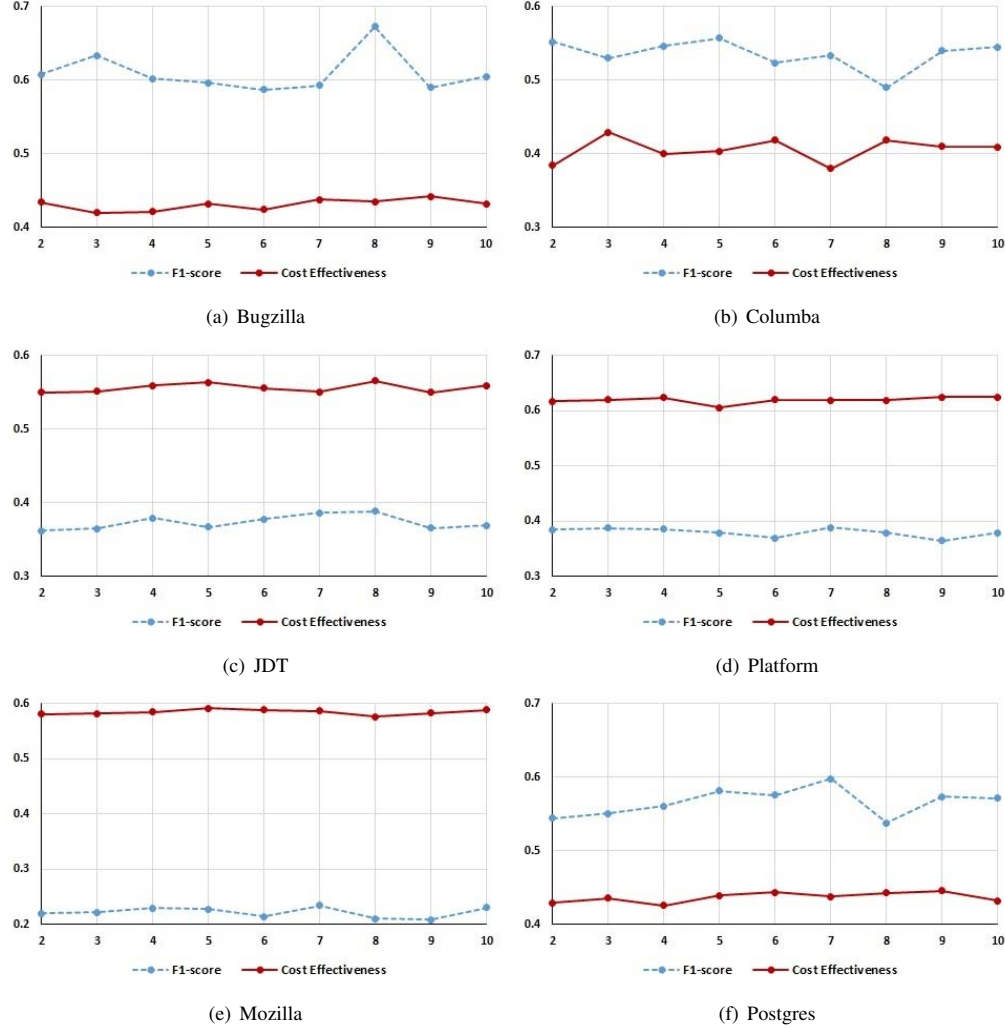 0.7
0.6
0.5
0.4
2 3 4 5 6 7 8 9 10
F1-score Cost Effectiveness
(a) Bugzilla
0.6
0.5
0.4
0.3
2 3 4 5 6 7 8 9 10
F1-score Cost Effectiveness
(b) Columba
0.6
0.5
0.4
0.3
2 3 4 5 6 7 8 9 10
F1-score Cost Effectiveness
(c) JDT
0.7
0.6
0.5
0.4
0.3
2 3 4 5 6 7 8 9 10
F1-score Cost Effectiveness
(d) Platform
0.6
0.5
0.4
0.3
0.2
2 3 4 5 6 7 8 9 10
F1-score Cost Effectiveness
(e) Mozilla
0.7
0.6
0.5
0.4
2 3 4 5 6 7 8 9 10
F1-score Cost Effectiveness
(f) Postgres